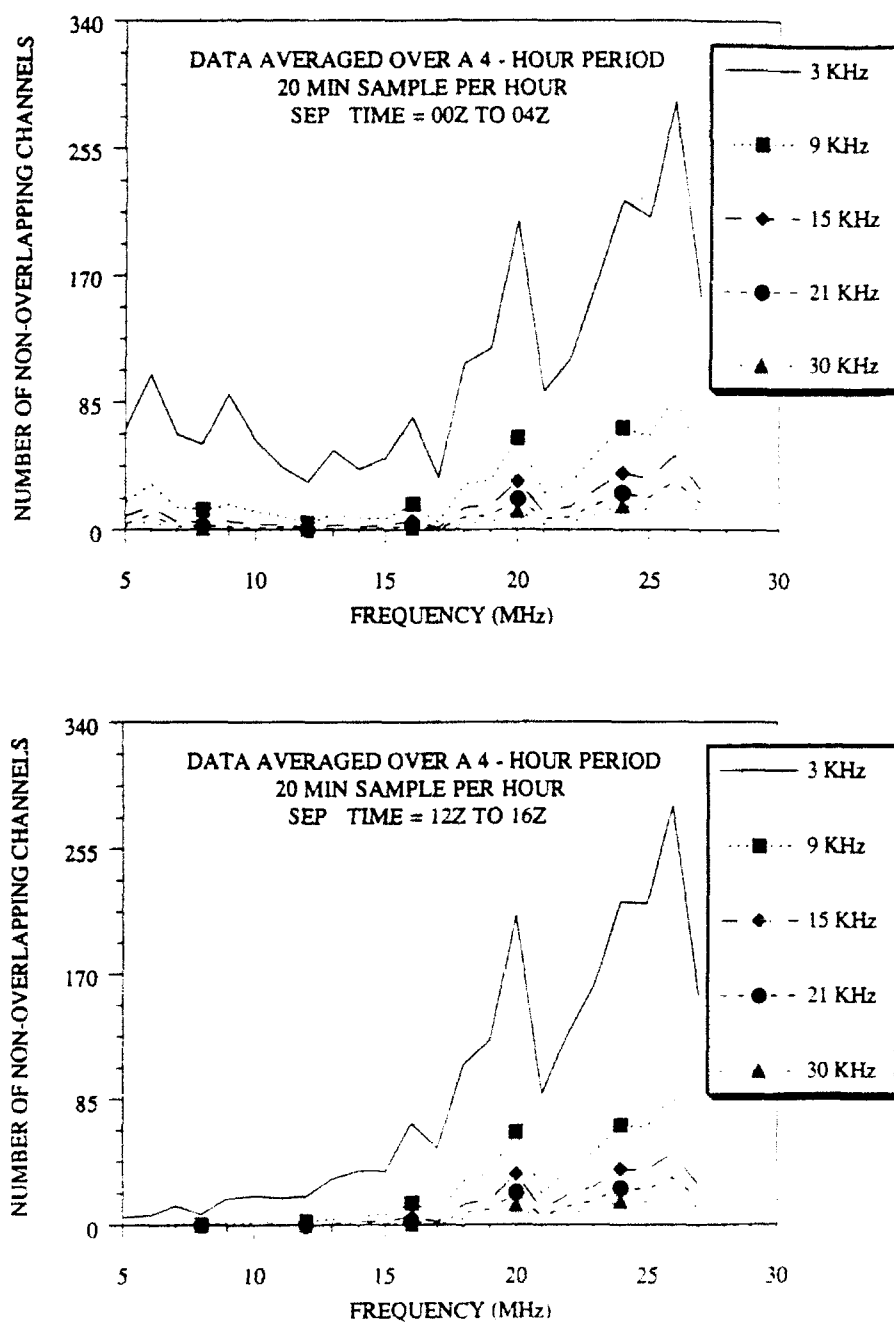 NUMBER OF NON-OVERLAPPING CHANNELS
340
255
170
85
0
DATA AVERAGED OVER A 4 - HOUR PERIOD
20 MIN SAMPLE PER HOUR
SEP TIME = 00Z TO 04Z
3 KHz
9 KHz
15 KHz
21 KHz
30 KHz
5 10 15 20 25 30
FREQUENCY (MHz)
NUMBER OF NON-OVERLAPPING CHANNELS
340
255
170
85
0
DATA AVERAGED OVER A 4 - HOUR PERIOD
20 MIN SAMPLE PER HOUR
SEP TIME = 12Z TO 16Z
3 KHz
9 KHz
15 KHz
21 KHz
30 KHz
5 10 15 20 25 30
FREQUENCY (MHz)